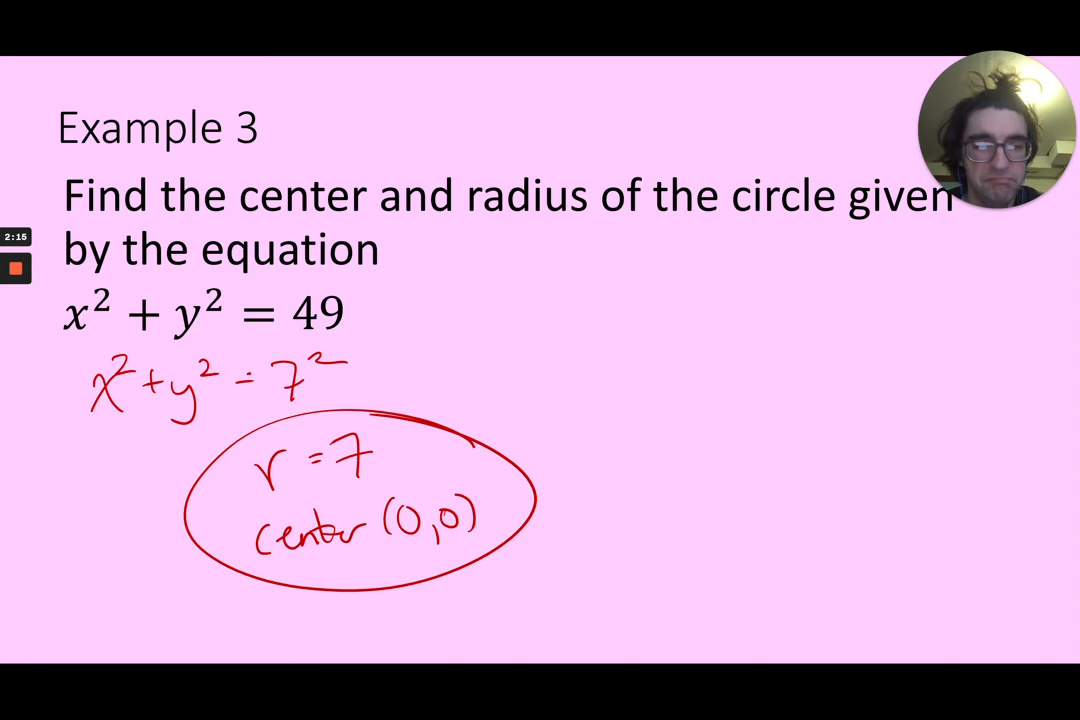 Example 3
Find the center and radius of the circle given
by the equation
2:15
x² + y² = 49
x² + y² = 7²
r = 7
center (0,0)